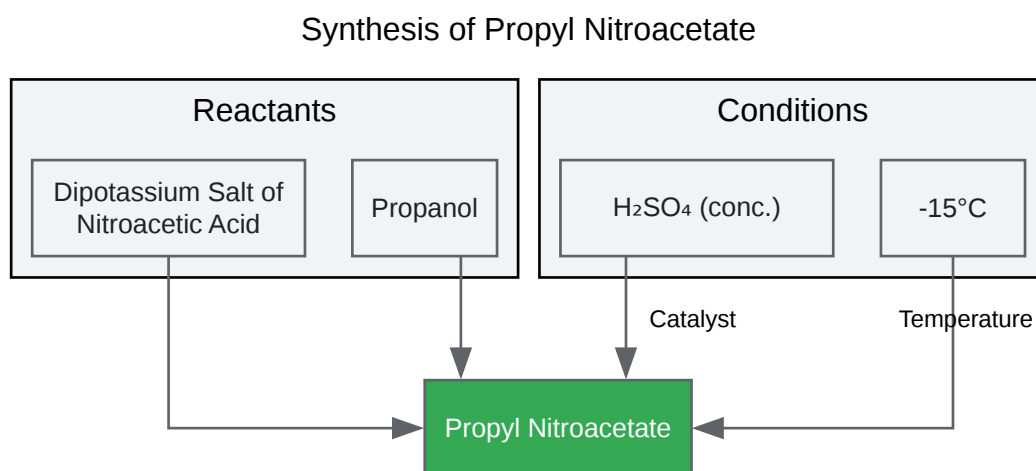 Synthesis of Propyl Nitroacetate
Reactants
Conditions
Dipotassium Salt of
Nitroacetic Acid
Propanol
H₂SO₄ (conc.)
-15°C
Catalyst
Temperature
Propyl Nitroacetate